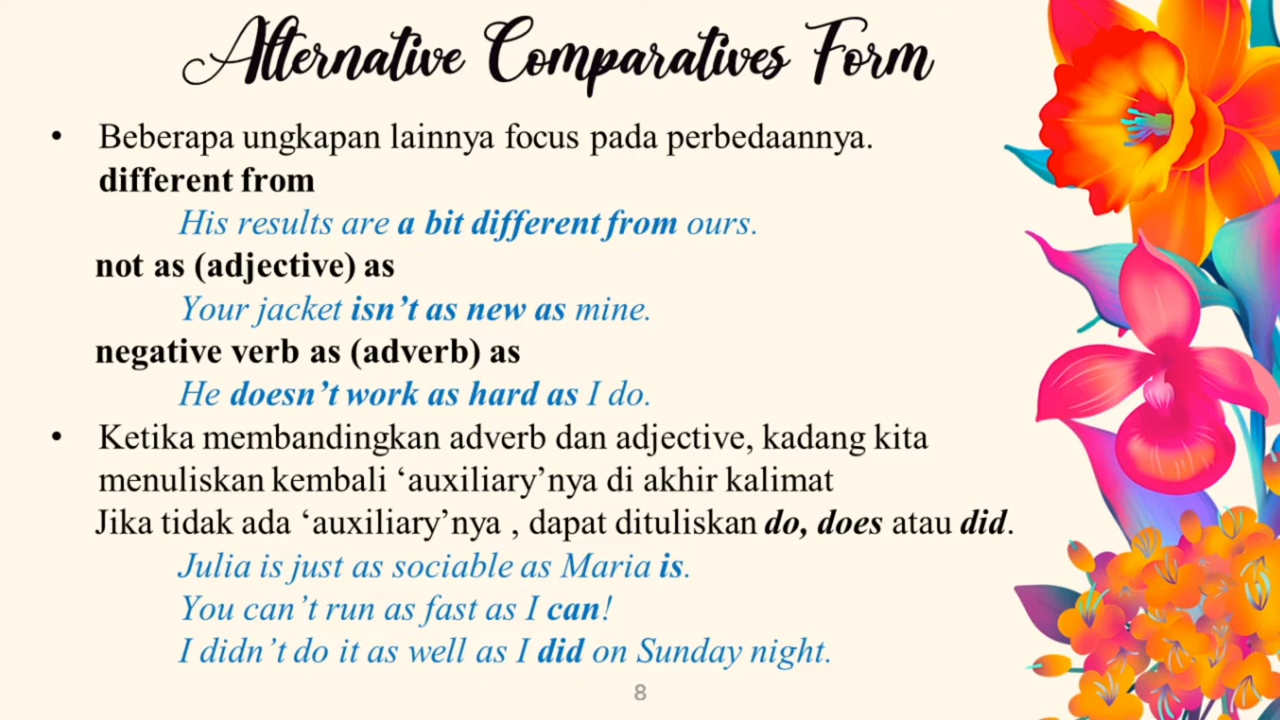 Alternative Comparatives Form
• Beberapa ungkapan lainnya focus pada perbedaannya.
different from
His results are a bit different from ours.
not as (adjective) as
Your jacket isn’t as new as mine.
negative verb as (adverb) as
He doesn’t work as hard as I do.
• Ketika membandingkan adverb dan adjective, kadang kita
menuliskan kembali ‘auxiliary’nya di akhir kalimat
Jika tidak ada ‘auxiliary’nya , dapat dituliskan do, does atau did.
Julia is just as sociable as Maria is.
You can’t run as fast as I can!
I didn’t do it as well as I did on Sunday night.
8